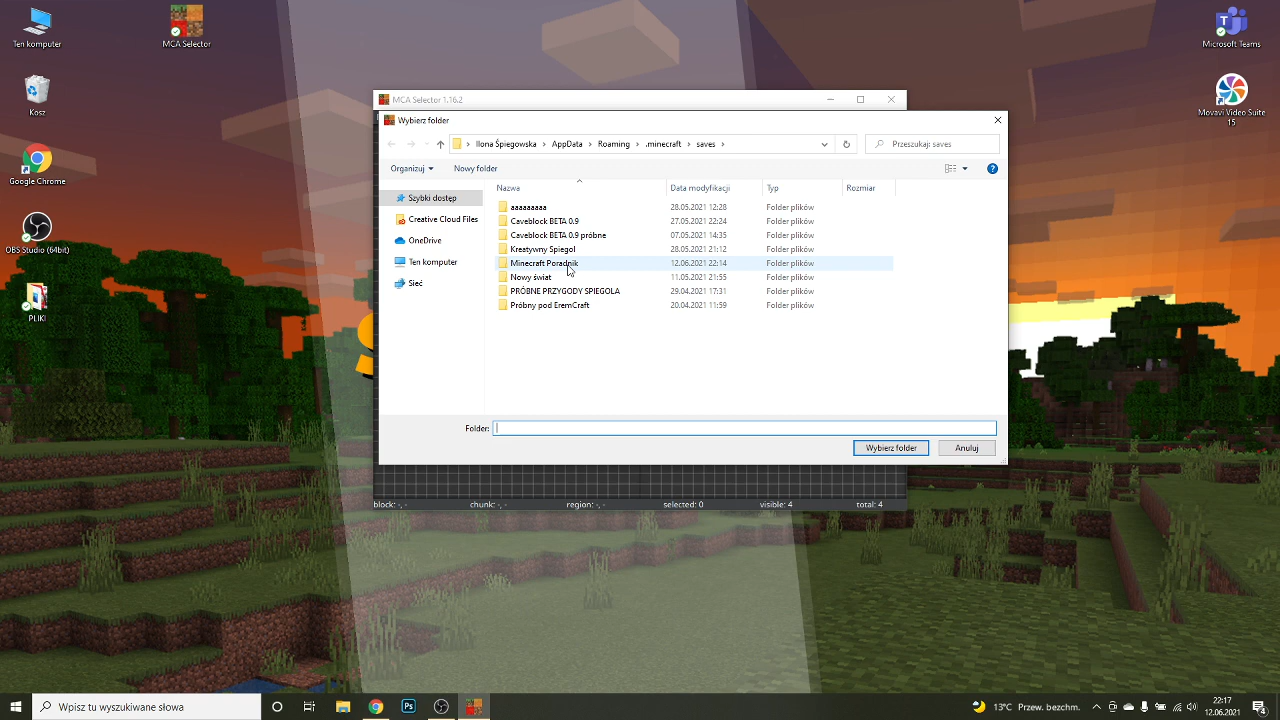 Ten komputer
MCA Selector
Microsoft Teams
Kosz
Movavi Video Suite
15
Google Chrome
OBS Studio (64bit)
PLIKI
MCA Selector 1.16.2
Wybierz folder
Ilona Śpiegowska > AppData > Roaming > .minecraft > saves >
Przeszukaj: saves
Organizuj
Nowy folder
Szybki dostęp
Creative Cloud Files
OneDrive
Ten komputer
Sieć
Nazwa Data modyfikacji Typ Rozmiar
aaaaaaaaa 28.05.2021 12:28 Folder plików
Caveblock BETA 0.9 27.05.2021 22:24 Folder plików
Caveblock BETA 0.9 próbne 07.05.2021 14:35 Folder plików
Kreatywny Spiegol 28.05.2021 21:12 Folder plików
Minecraft Poradnik 12.06.2021 22:14 Folder plików
Nowy świat 11.05.2021 21:55 Folder plików
PRÓBNE PRZYGODY SPIEGOLA 29.04.2021 17:31 Folder plików
Próbny pod EremCraft 20.04.2021 11:59 Folder plików
Folder:
Wybierz folder
Anuluj
block: -, - chunk: -, - region: -, - selected: 0 visible: 4 total: 4
Wpisz tu wyszukiwane słowa
Ps
13°C Przew. bezchm.
22:17
12.06.2021